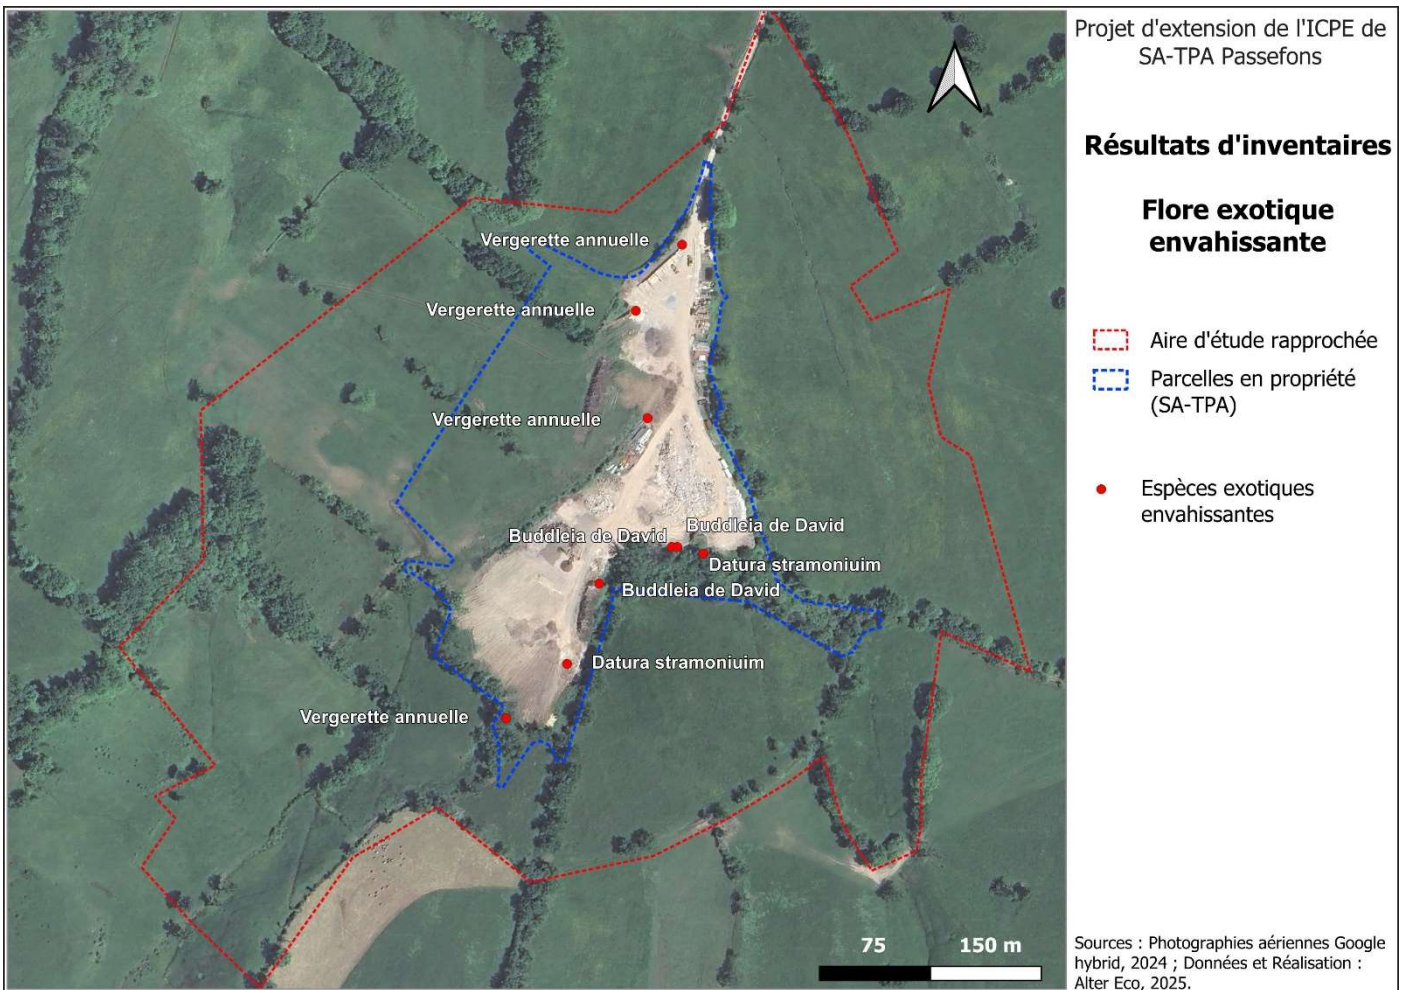 Projet d'extension de l'ICPE de
SA-TPA Passefons
Résultats d'inventaires
Flore exotique
envahissante
Aire d'étude rapprochée
Parcelles en propriété
(SA-TPA)
Espèces exotiques
envahissantes
Vergerette annuelle
Vergerette annuelle
Vergerette annuelle
Buddleia de David
Buddleia de David
Datura stramoniuim
Buddleia de David
Datura stramoniuim
Vergerette annuelle
75 150 m
Sources : Photographies aériennes Google
hybrid, 2024 ; Données et Réalisation :
Alter Eco, 2025.